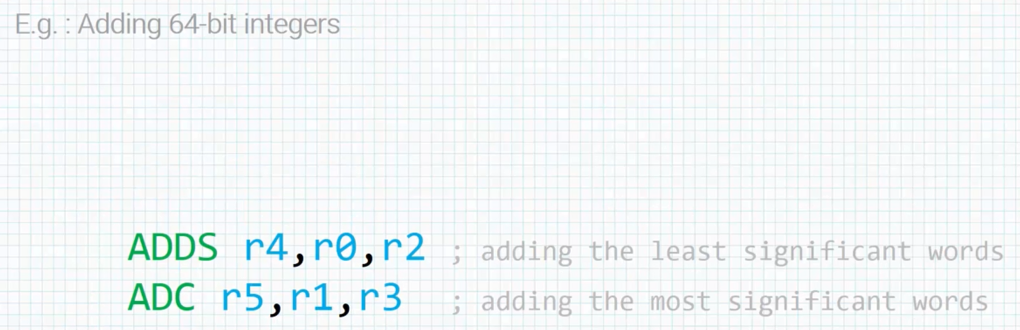 E.g. : Adding 64-bit integers
ADDS r4,r0,r2 ; adding the least significant words
ADC r5,r1,r3 ; adding the most significant words